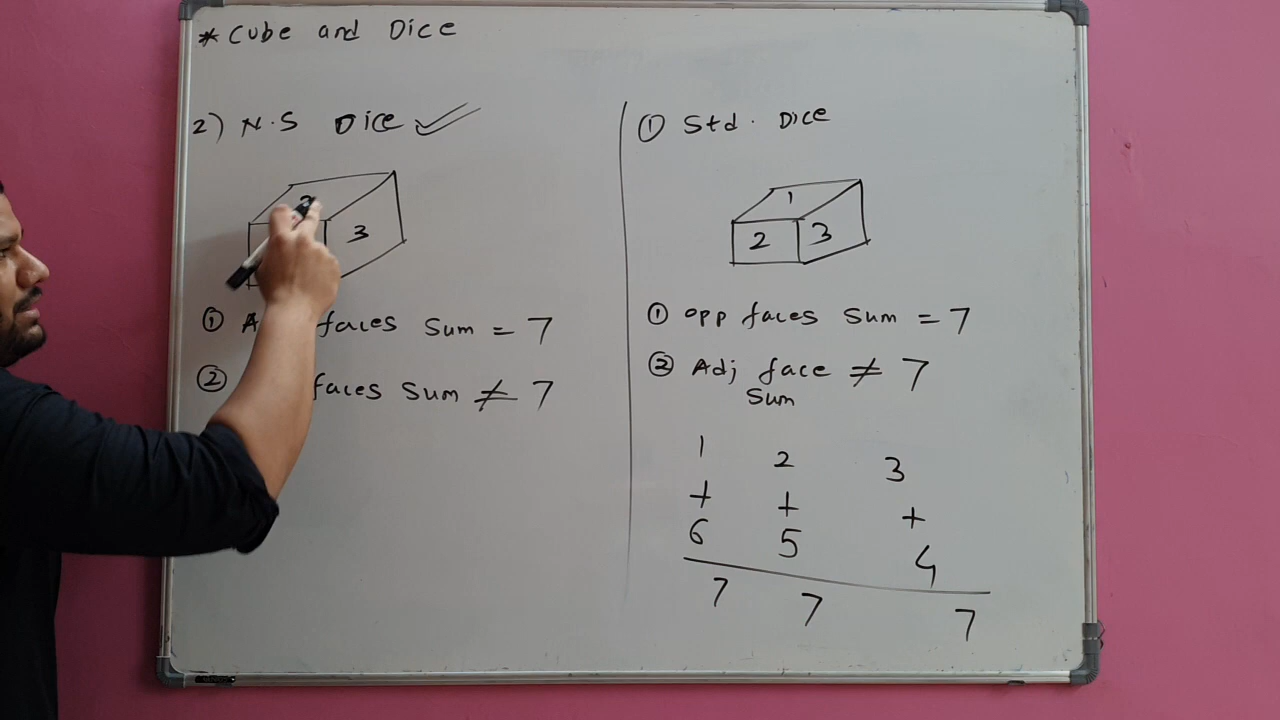 * Cube and Dice
2) N.S Dice
3
① A faces Sum = 7
② faces Sum ≠ 7
① Std. Dice
1
2 3
① opp faces Sum = 7
② Adj face ≠ 7
Sum
1 2 3
+ + +
6 5 4
7 7 7